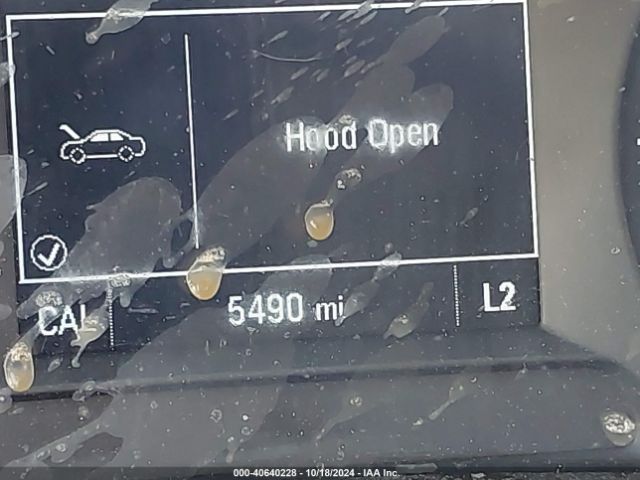 Hood Open
CAL
5490 mi
L2
000-40640228 - 10/18/2024 - IAA Inc.